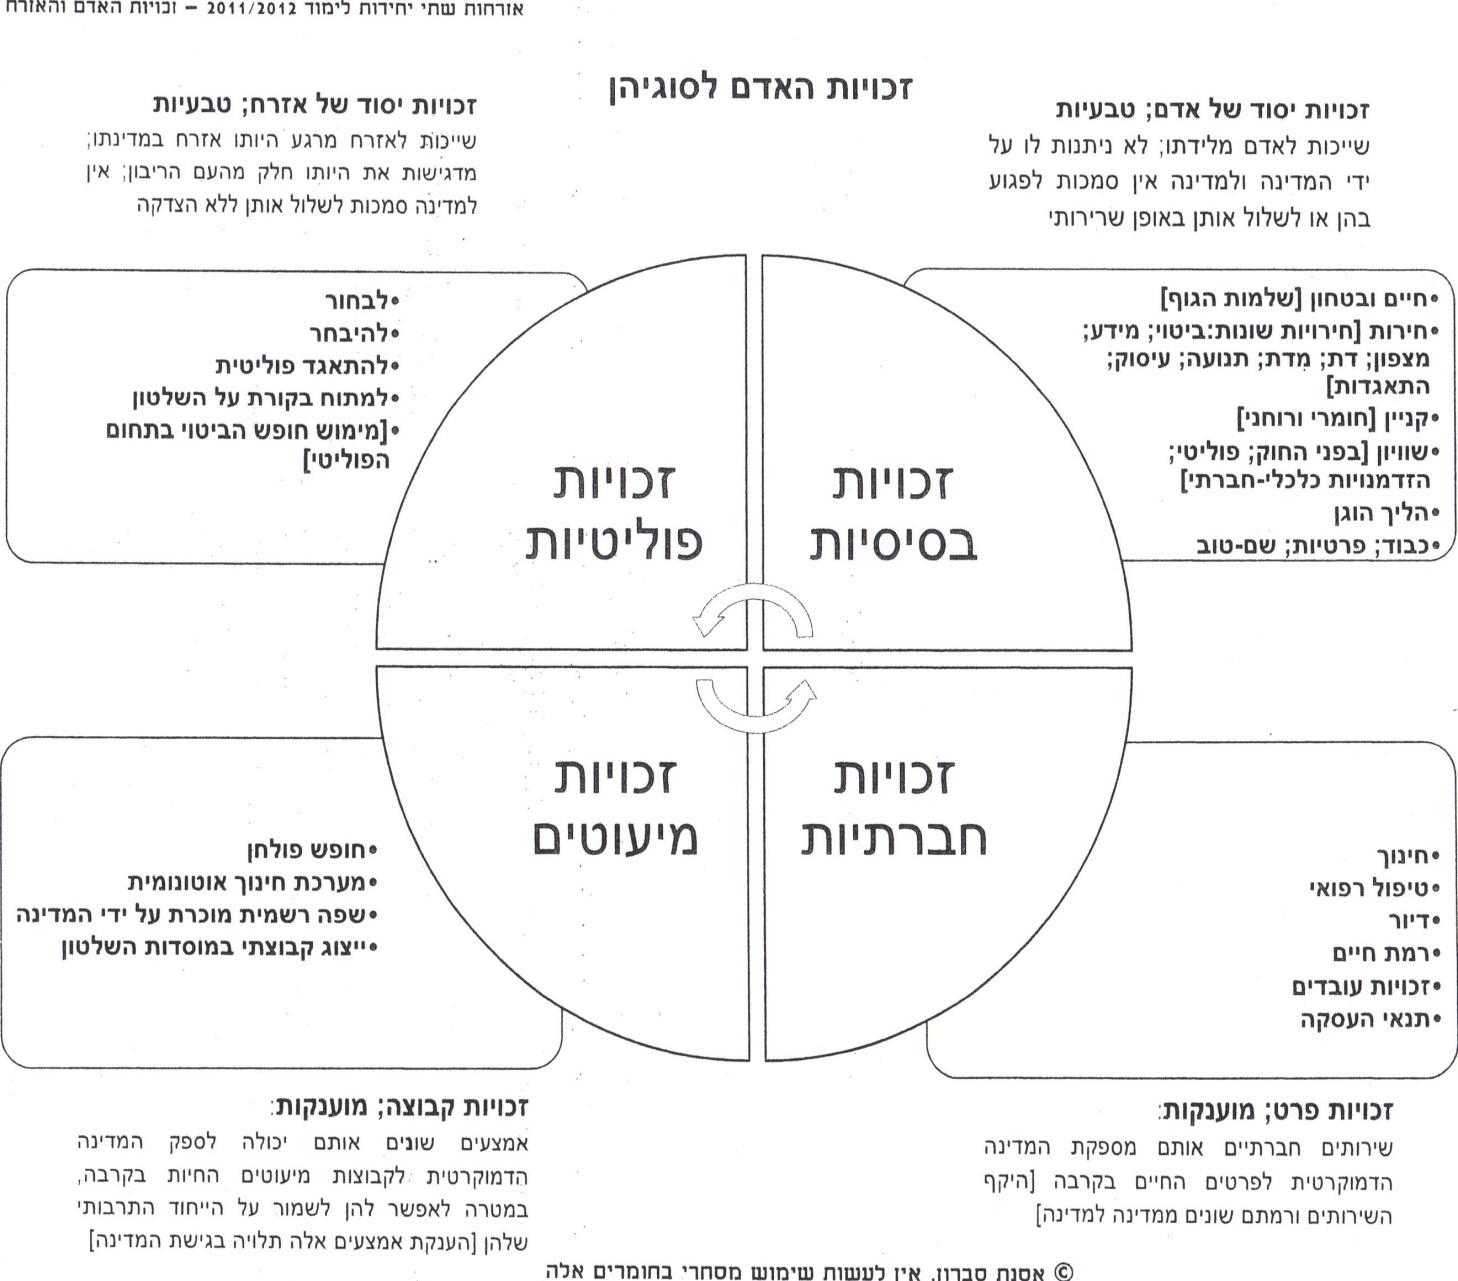 אזרחות שתי יחידות לימוד 2011/2012 – זכויות האדם והאזרח
זכויות האדם לסוגיהן
זכויות יסוד של אדם; טבעיות
שייכות לאדם מלידתו; לא ניתנות לו על
ידי המדינה ולמדינה אין סמכות לפגוע
בהן או לשלול אותן באופן שרירותי
זכויות יסוד של אזרח; טבעיות
שייכות לאזרח מרגע היותו אזרח במדינתו;
מדגישות את היותו חלק מהעם הריבון; אין
למדינה סמכות לשלול אותן ללא הצדקה
•חיים ובטחון [שלמות הגוף]
•חירות [חירויות שונות:ביטוי; מידע;
מצפון; דת; מדת; תנועה; עיסוק;
התאגדות]
•קניין [חומרי ורוחני]
•שוויון [בפני החוק; פוליטי;
הזדמנויות כלכלי-חברתי]
•הליך הוגן
•כבוד; פרטיות; שם-טוב
זכויות
בסיסיות
זכויות
פוליטיות
•לבחור
•להיבחר
•להתאגד פוליטית
•למתוח בקורת על השלטון
•[מימוש חופש הביטוי בתחום
הפוליטי]
•חינוך
•טיפול רפואי
•דיור
•רמת חיים
•זכויות עובדים
•תנאי העסקה
זכויות
חברתיות
זכויות
מיעוטים
•חופש פולחן
•מערכת חינוך אוטונומית
•שפה רשמית מוכרת על ידי המדינה
•ייצוג קבוצתי במוסדות השלטון
זכויות פרט; מוענקות:
שירותים חברתיים אותם מספקת המדינה
הדמוקרטית לפרטים החיים בקרבה [היקף
השירותים ורמתם שונים ממדינה למדינה]
זכויות קבוצה; מוענקות:
אמצעים שונים אותם יכולה לספק המדינה
הדמוקרטית לקבוצות מיעוטים החיות בקרבה,
במטרה לאפשר להן לשמור על הייחוד התרבותי
שלהן [הענקת אמצעים אלה תלויה בגישת המדינה]
© אסנת סברון. אין לעשות שימוש מסחרי בחומרים אלה